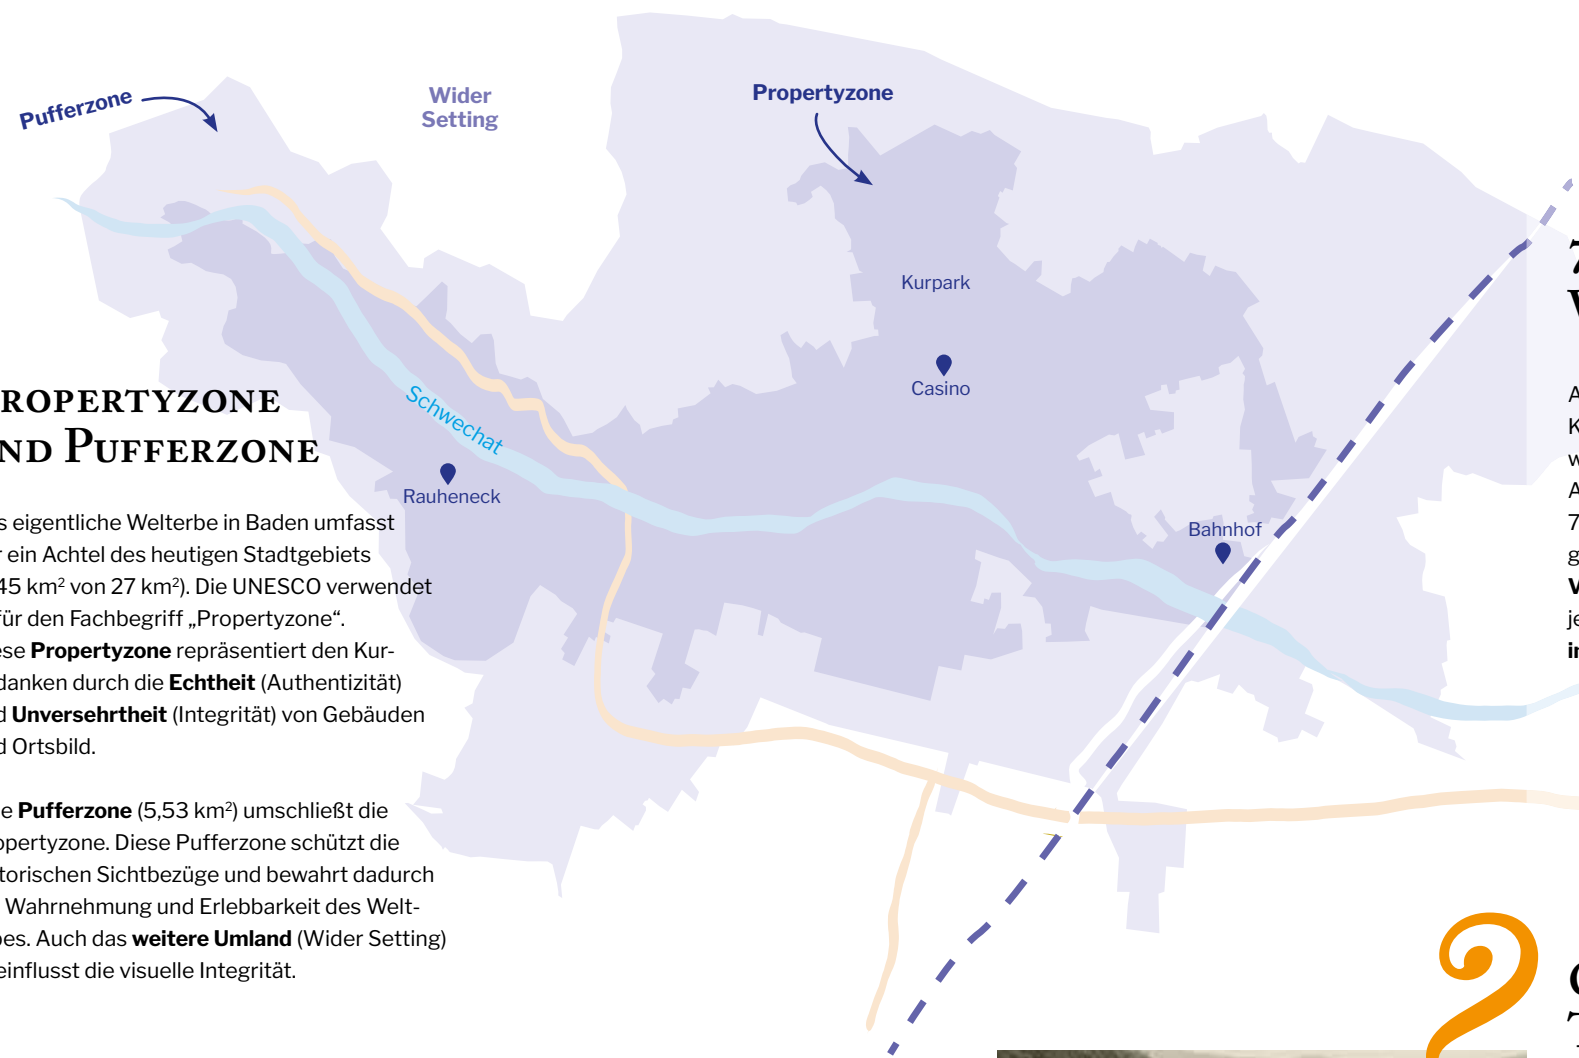 Pufferzone
Wider
Setting
Propertyzone
Kurpark
Casino
Schwechat
Rauheneck
Bahnhof
ROPERTYZONE
ND PUFFERZONE
s eigentliche Welterbe in Baden umfasst
r ein Achtel des heutigen Stadtgebiets
45 km² von 27 km²). Die UNESCO verwendet
für den Fachbegriff „Propertyzone“.
ese Propertyzone repräsentiert den Kur-
danken durch die Echtheit (Authentizität)
d Unversehrtheit (Integrität) von Gebäuden
d Ortsbild.
e Pufferzone (5,53 km²) umschließt die
opertyzone. Diese Pufferzone schützt die
torischen Sichtbezüge und bewahrt dadurch
Wahrnehmung und Erlebbarkeit des Welt-
bes. Auch das weitere Umland (Wider Setting)
einflusst die visuelle Integrität.
2